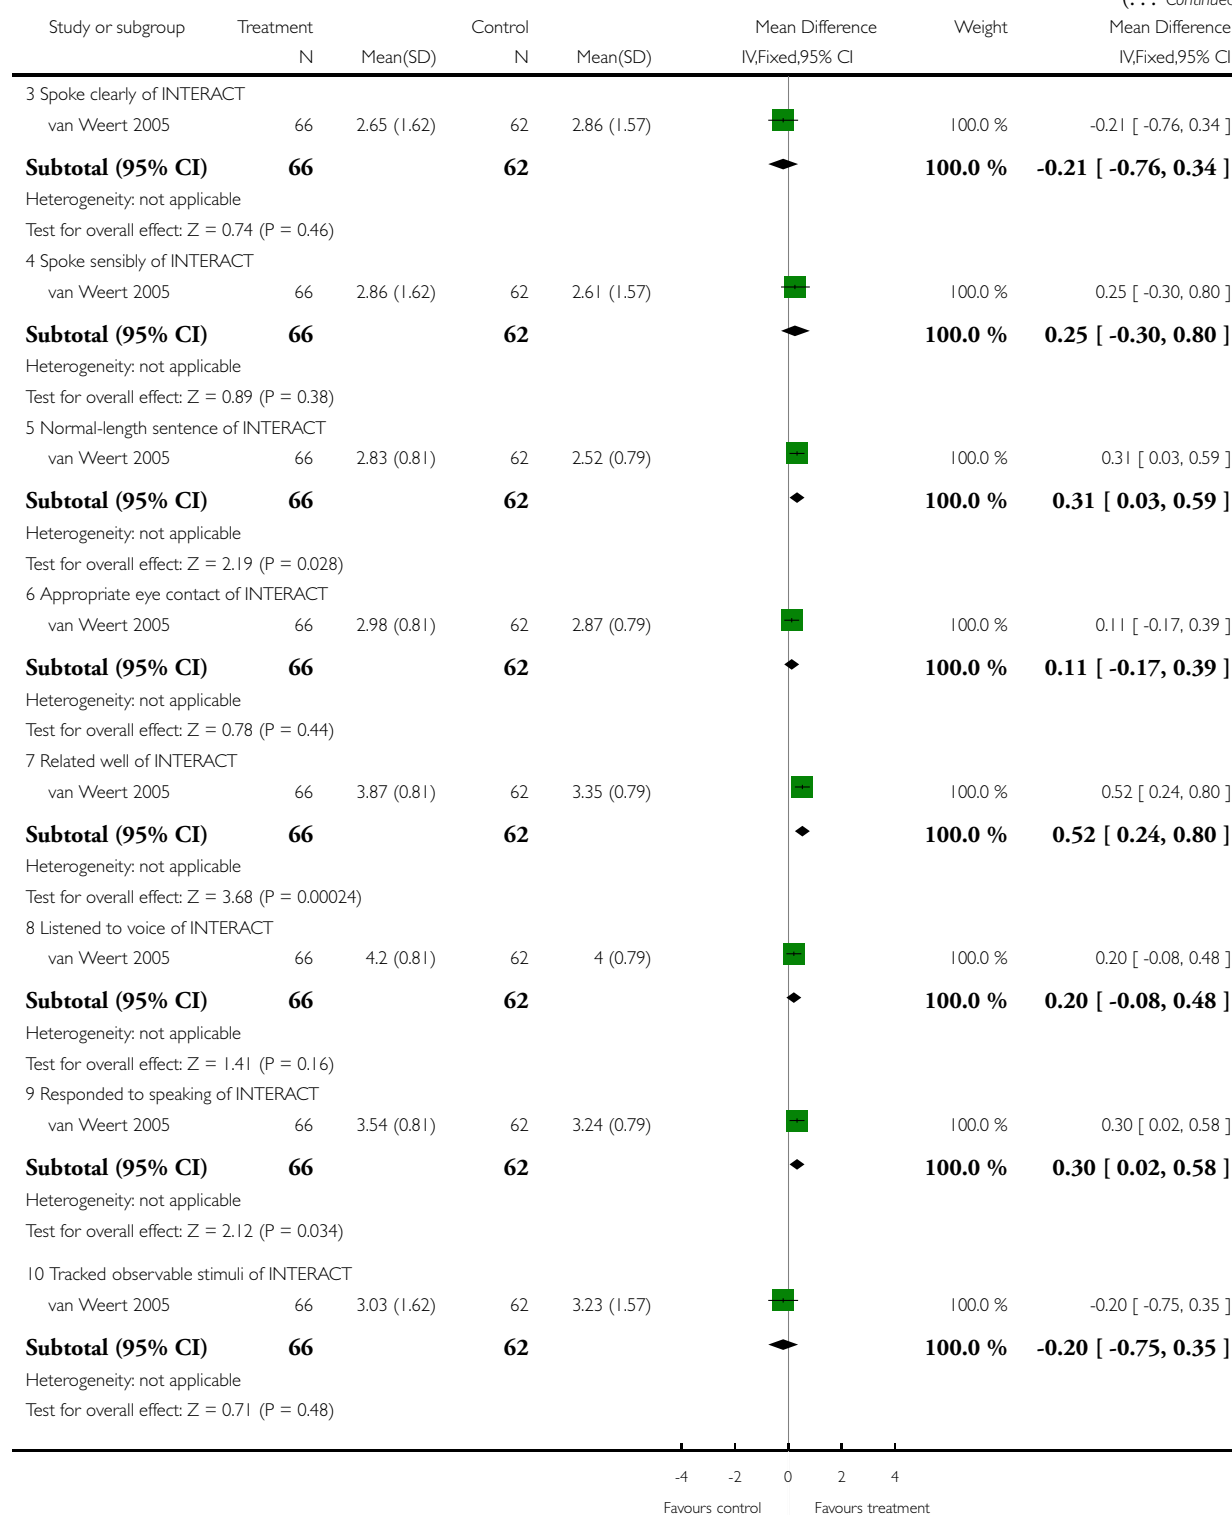 (. . . Continued
Study or subgroup Treatment Control Mean Difference Weight Mean Difference
N Mean(SD) N Mean(SD) IV,Fixed,95% CI IV,Fixed,95% CI
3 Spoke clearly of INTERACT
van Weert 2005 66 2.65 (1.62) 62 2.86 (1.57) 100.0 % -0.21 [ -0.76, 0.34 ]
Subtotal (95% CI) 66 62 100.0 % -0.21 [ -0.76, 0.34 ]
Heterogeneity: not applicable
Test for overall effect: Z = 0.74 (P = 0.46)
4 Spoke sensibly of INTERACT
van Weert 2005 66 2.86 (1.62) 62 2.61 (1.57) 100.0 % 0.25 [ -0.30, 0.80 ]
Subtotal (95% CI) 66 62 100.0 % 0.25 [ -0.30, 0.80 ]
Heterogeneity: not applicable
Test for overall effect: Z = 0.89 (P = 0.38)
5 Normal-length sentence of INTERACT
van Weert 2005 66 2.83 (0.81) 62 2.52 (0.79) 100.0 % 0.31 [ 0.03, 0.59 ]
Subtotal (95% CI) 66 62 100.0 % 0.31 [ 0.03, 0.59 ]
Heterogeneity: not applicable
Test for overall effect: Z = 2.19 (P = 0.028)
6 Appropriate eye contact of INTERACT
van Weert 2005 66 2.98 (0.81) 62 2.87 (0.79) 100.0 % 0.11 [ -0.17, 0.39 ]
Subtotal (95% CI) 66 62 100.0 % 0.11 [ -0.17, 0.39 ]
Heterogeneity: not applicable
Test for overall effect: Z = 0.78 (P = 0.44)
7 Related well of INTERACT
van Weert 2005 66 3.87 (0.81) 62 3.35 (0.79) 100.0 % 0.52 [ 0.24, 0.80 ]
Subtotal (95% CI) 66 62 100.0 % 0.52 [ 0.24, 0.80 ]
Heterogeneity: not applicable
Test for overall effect: Z = 3.68 (P = 0.00024)
8 Listened to voice of INTERACT
van Weert 2005 66 4.2 (0.81) 62 4 (0.79) 100.0 % 0.20 [ -0.08, 0.48 ]
Subtotal (95% CI) 66 62 100.0 % 0.20 [ -0.08, 0.48 ]
Heterogeneity: not applicable
Test for overall effect: Z = 1.41 (P = 0.16)
9 Responded to speaking of INTERACT
van Weert 2005 66 3.54 (0.81) 62 3.24 (0.79) 100.0 % 0.30 [ 0.02, 0.58 ]
Subtotal (95% CI) 66 62 100.0 % 0.30 [ 0.02, 0.58 ]
Heterogeneity: not applicable
Test for overall effect: Z = 2.12 (P = 0.034)
10 Tracked observable stimuli of INTERACT
van Weert 2005 66 3.03 (1.62) 62 3.23 (1.57) 100.0 % -0.20 [ -0.75, 0.35 ]
Subtotal (95% CI) 66 62 100.0 % -0.20 [ -0.75, 0.35 ]
Heterogeneity: not applicable
Test for overall effect: Z = 0.71 (P = 0.48)
-4 -2 0 2 4
Favours control Favours treatment